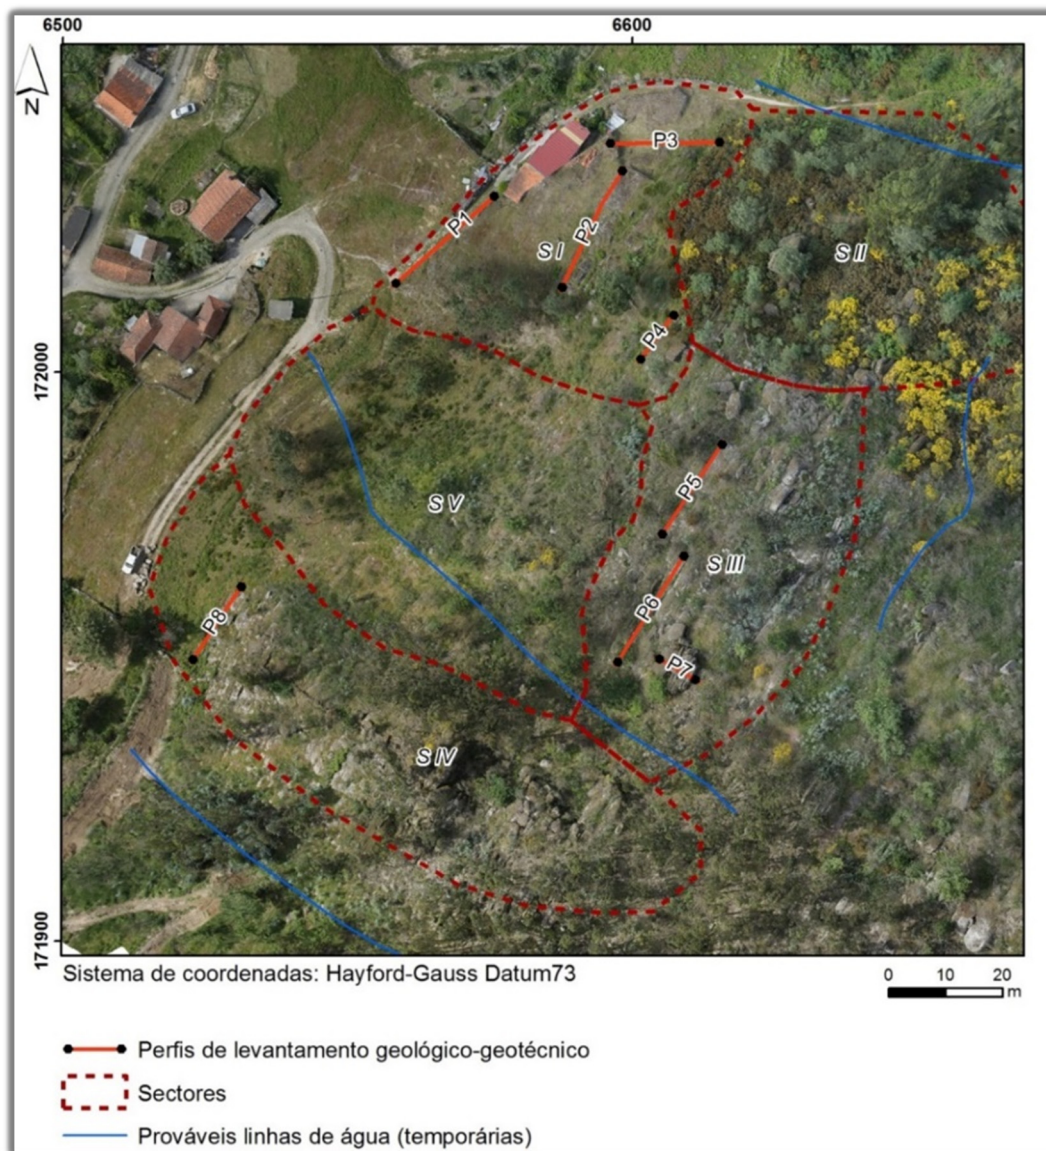 6500
6600
N
P3
P1
P2
S I
S II
P4
172000
P5
S V
S III
P6
P8
P7
S IV
171900
Sistema de coordenadas: Hayford-Gauss Datum73
0 10 20
m
Perfis de levantamento geológico-geotécnico
Sectores
Prováveis linhas de água (temporárias)